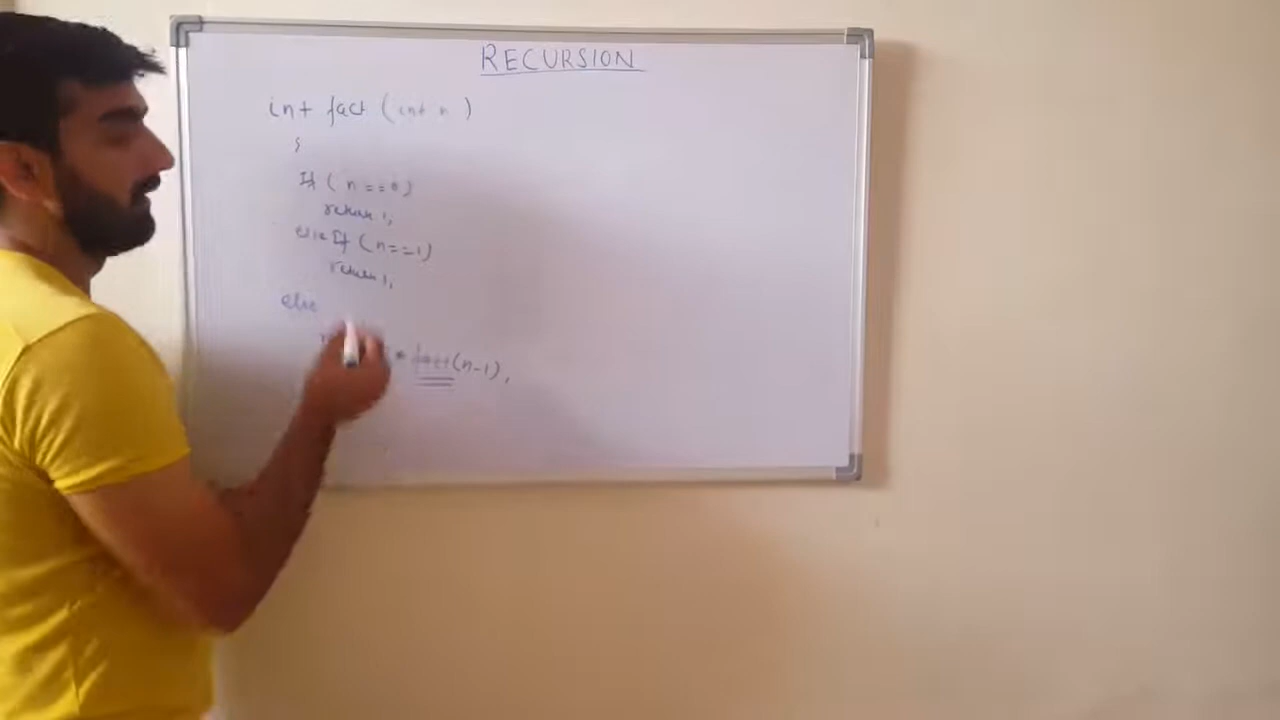 RECURSION
int fact (int n )
{
If ( n ==0)
return 1,
else If (n==1)
return 1,
else
* fact(n-1),